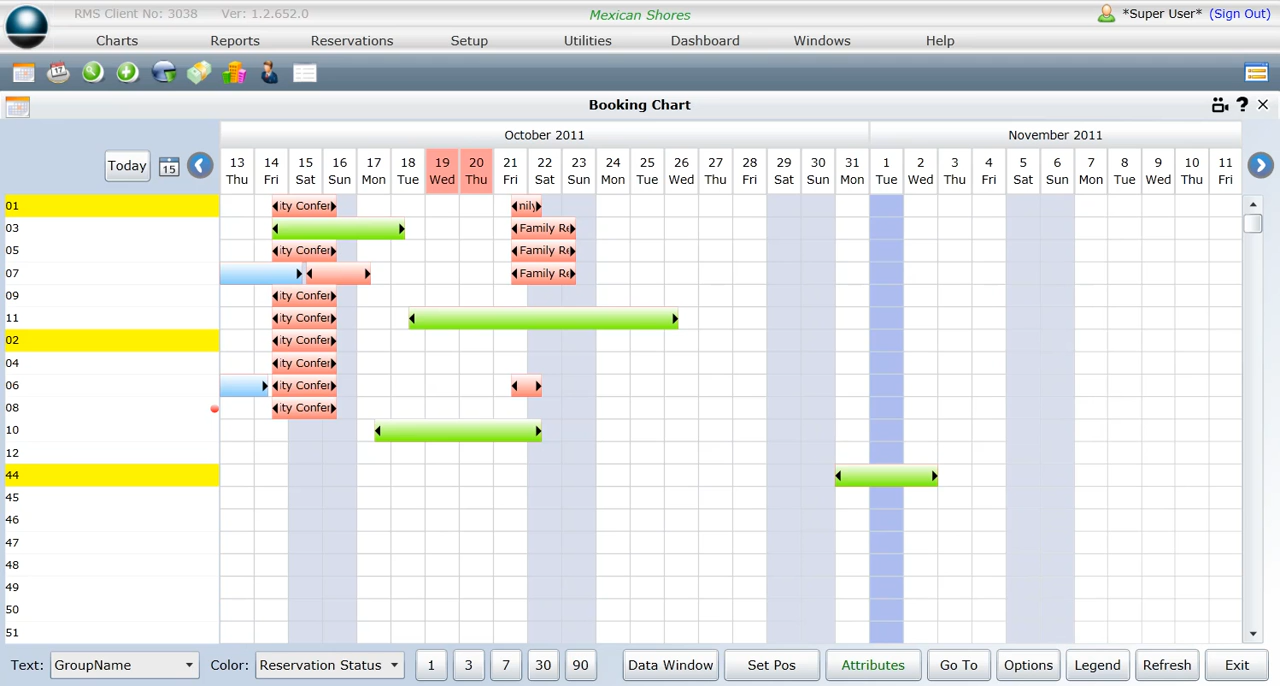 RMS Client No: 3038 Ver: 1.2.652.0 Mexican Shores *Super User* (Sign Out)
Charts Reports Reservations Setup Utilities Dashboard Windows Help
Booking Chart ?
October 2011 November 2011
Today 15 13 14 15 16 17 18 19 20 21 22 23 24 25 26 27 28 29 30 31 1 2 3 4 5 6 7 8 9 10 11
Thu Fri Sat Sun Mon Tue Wed Thu Fri Sat Sun Mon Tue Wed Thu Fri Sat Sun Mon Tue Wed Thu Fri Sat Sun Mon Tue Wed Thu Fri
01 ity Confer nily
03 Family Re
05 ity Confer Family Re
07 Family Re
09 ity Confer
11 ity Confer
02 ity Confer
04 ity Confer
06 ity Confer
08 ity Confer
10
12
44
45
46
47
48
49
50
51
Text: GroupName Color: Reservation Status 1 3 7 30 90 Data Window Set Pos Attributes Go To Options Legend Refresh Exit